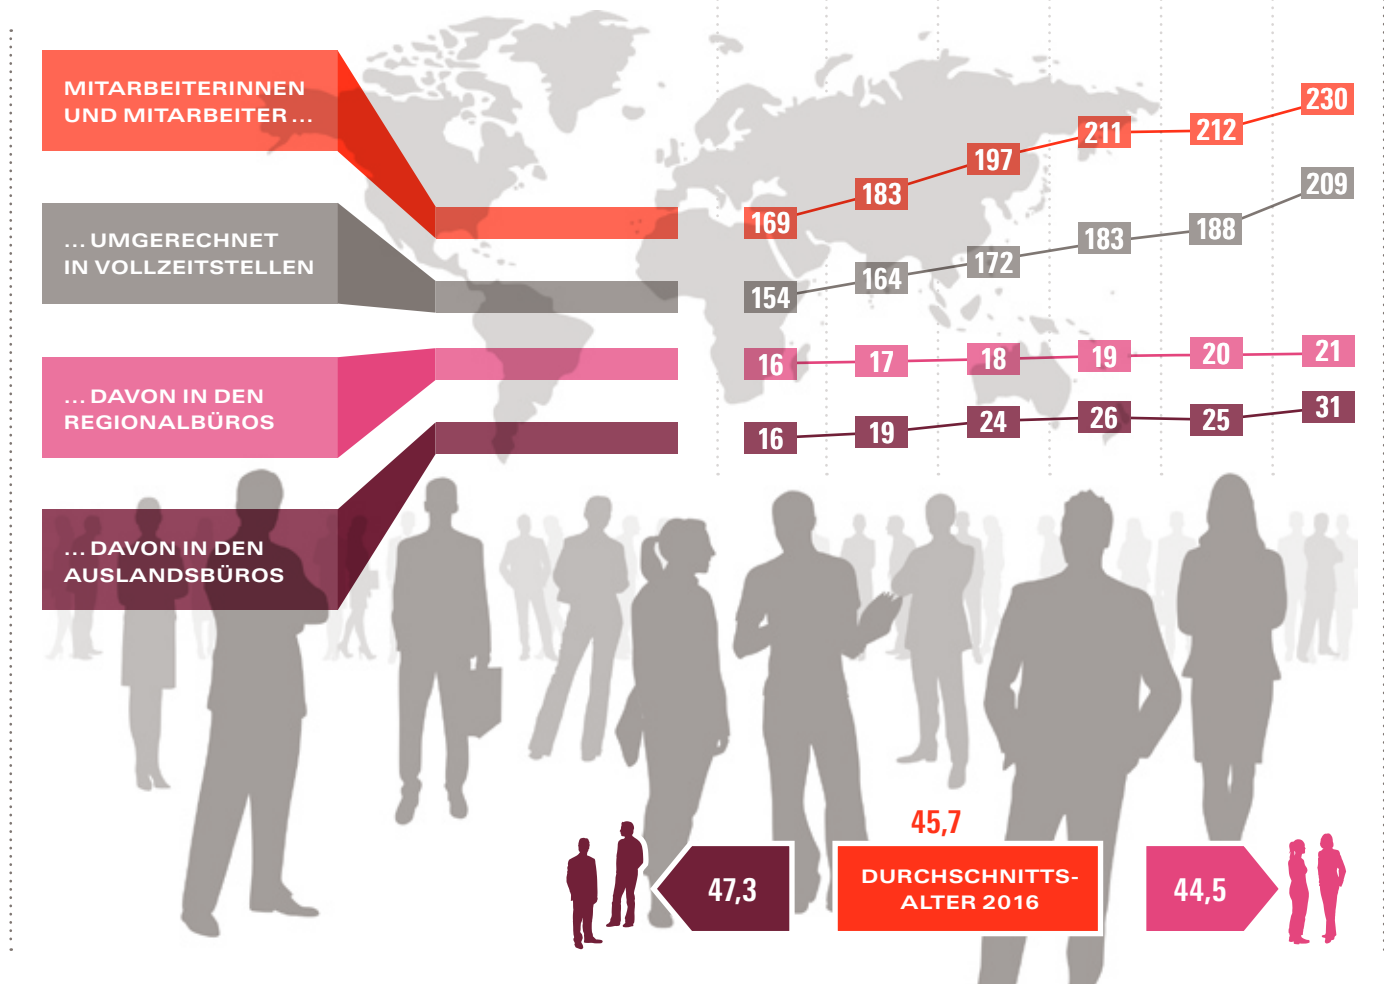 MITARBEITERINNEN
UND MITARBEITER...
169 183 197 211 212 230
... UMGERECHNET
IN VOLLZEITSTELLEN
154 164 172 183 188 209
... DAVON IN DEN
REGIONALBÜROS
16 17 18 19 20 21
... DAVON IN DEN
AUSLANDSBÜROS
16 19 24 26 25 31
45,7
47,3
DURCHSCHNITTS-
ALTER 2016
44,5